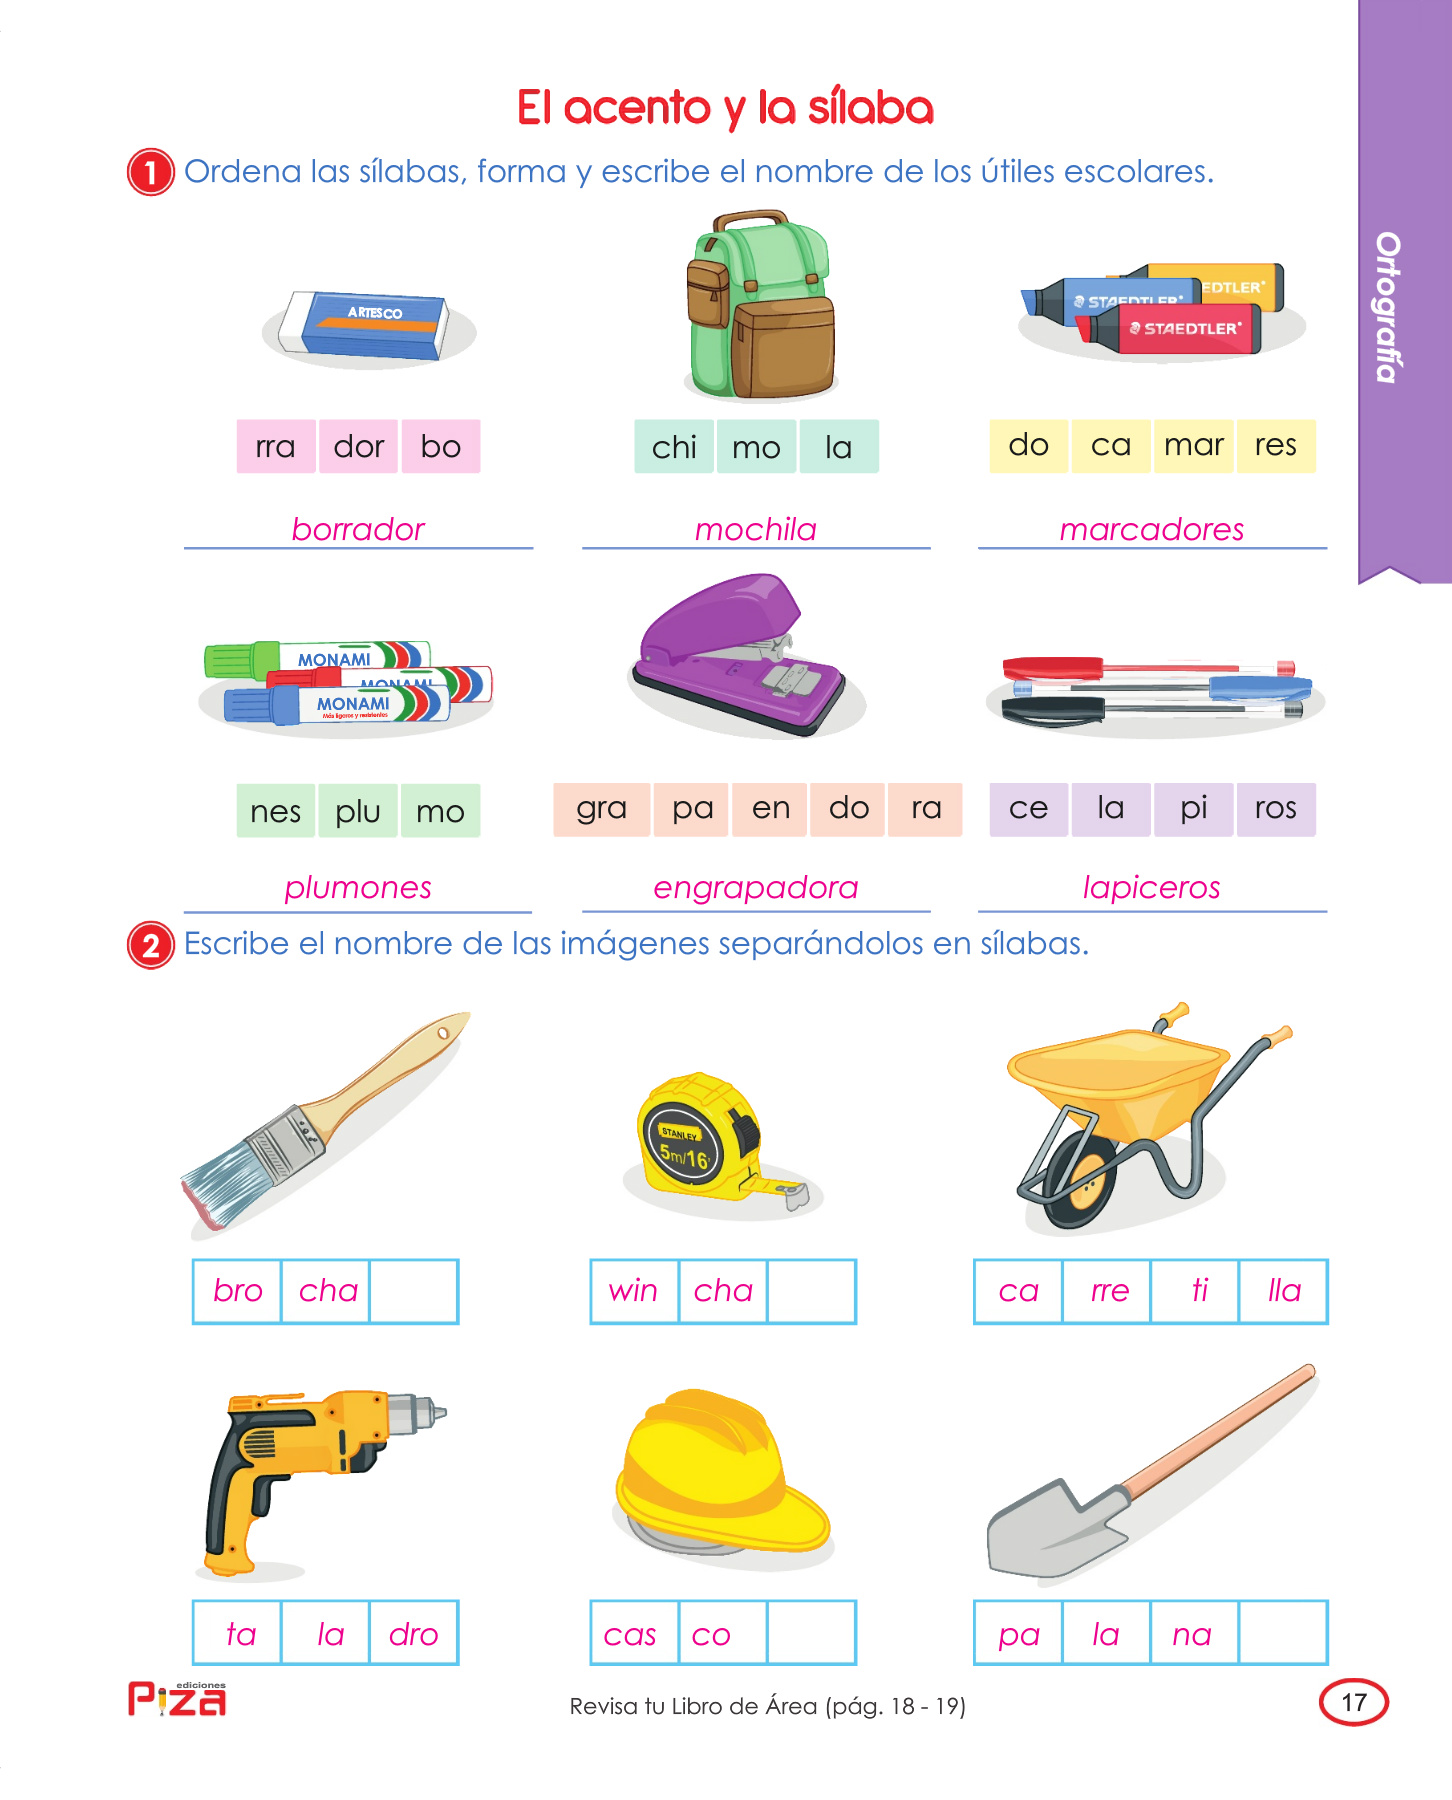 El acento y la sílaba
1 Ordena las sílabas, forma y escribe el nombre de los útiles escolares.
Ortografía
ARTESCO
STAEDTLER
EDTLER
STAEDTLER
rra dor bo
chi mo la
do ca mar res
borrador
mochila
marcadores
MONAMI
MONAMI
MONAMI
Más ligeros y resistentes
nes plu mo
gra pa en do ra
ce la pi ros
plumones
engrapadora
lapiceros
2 Escribe el nombre de las imágenes separándolos en sílabas.
STANLEY
5m/16'
bro cha
win cha
ca rre ti lla
ta la dro
cas co
pa la na
ediciones
Piza
Revisa tu Libro de Área (pág. 18 - 19)
17